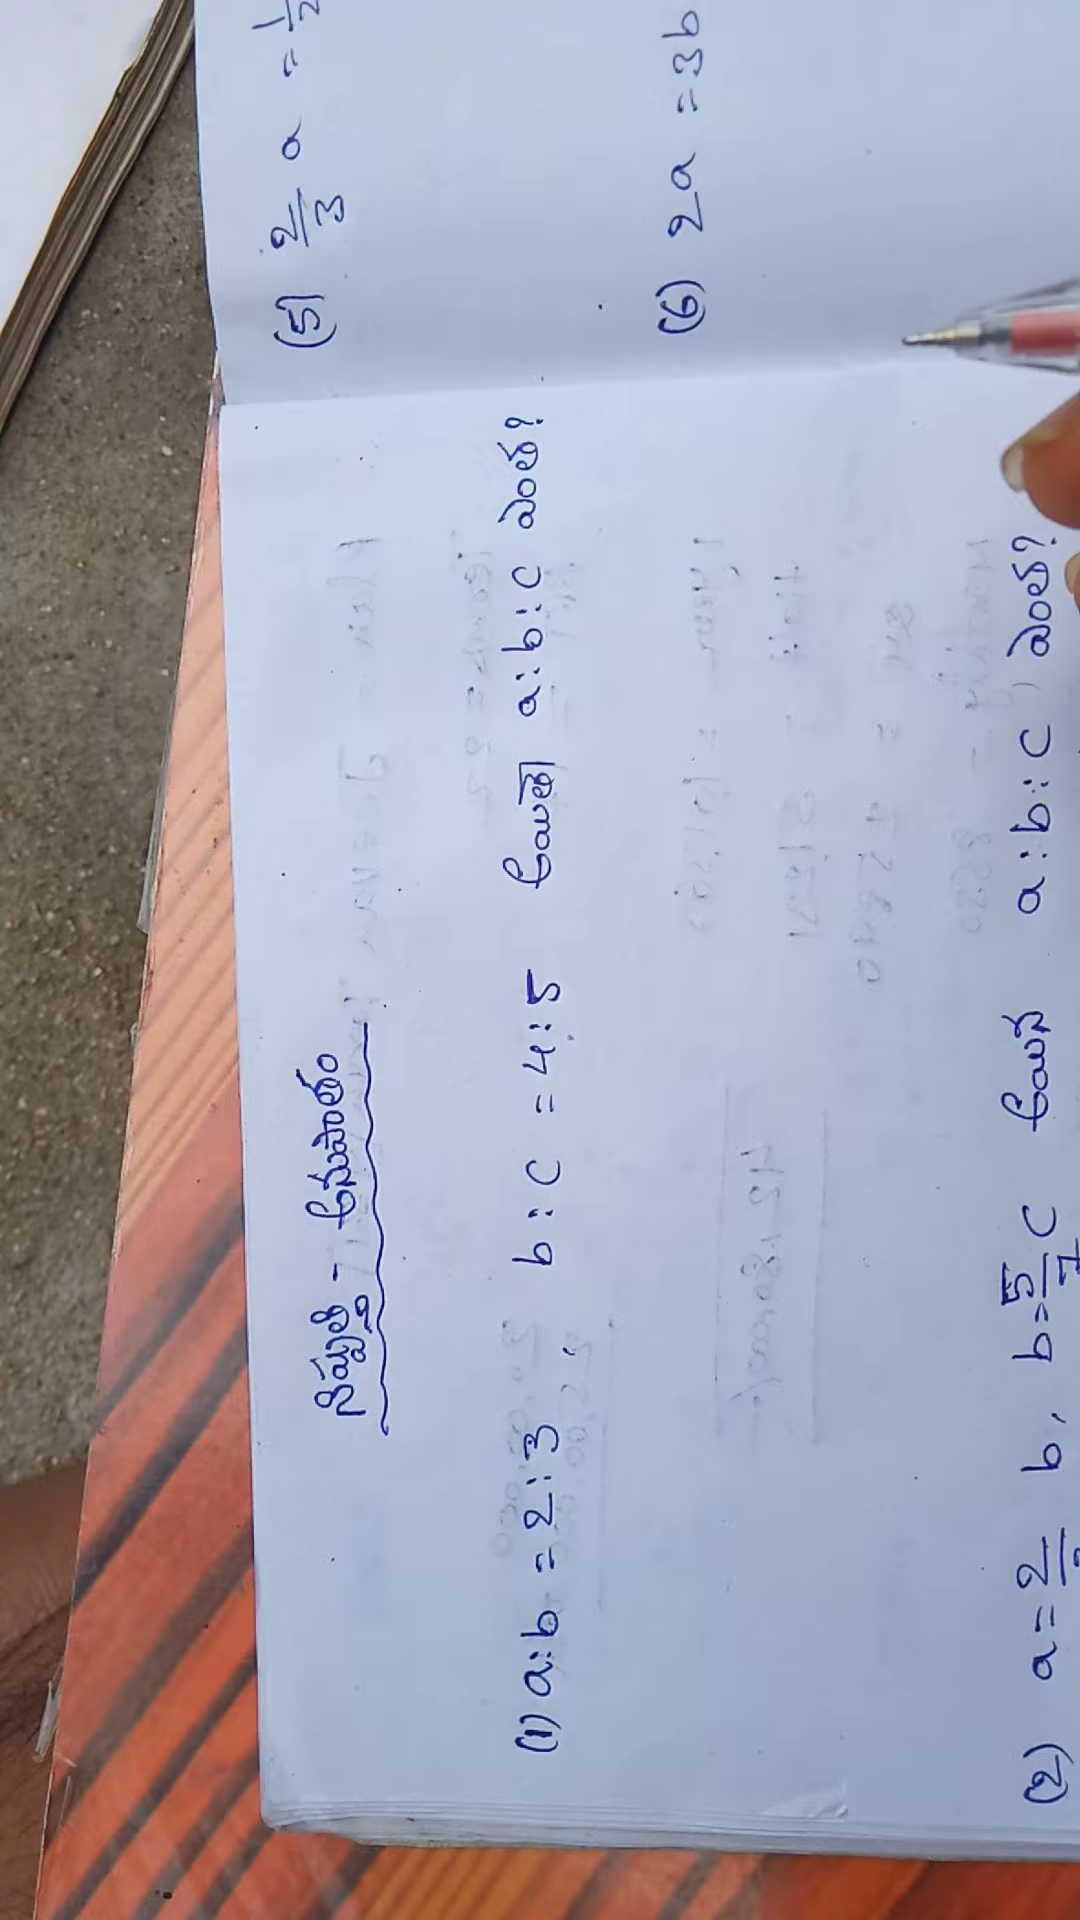 నిష్పత్తి - అనుపాతం
(1) a:b = 2:3 b:c = 4:5 అయితే a:b:c ఎంత?
(2) a = 2/ b, b = 5/7 c అయిన a:b:c ఎంత?
(5) 2/3 a = 1/2
(6) 2a = 3b